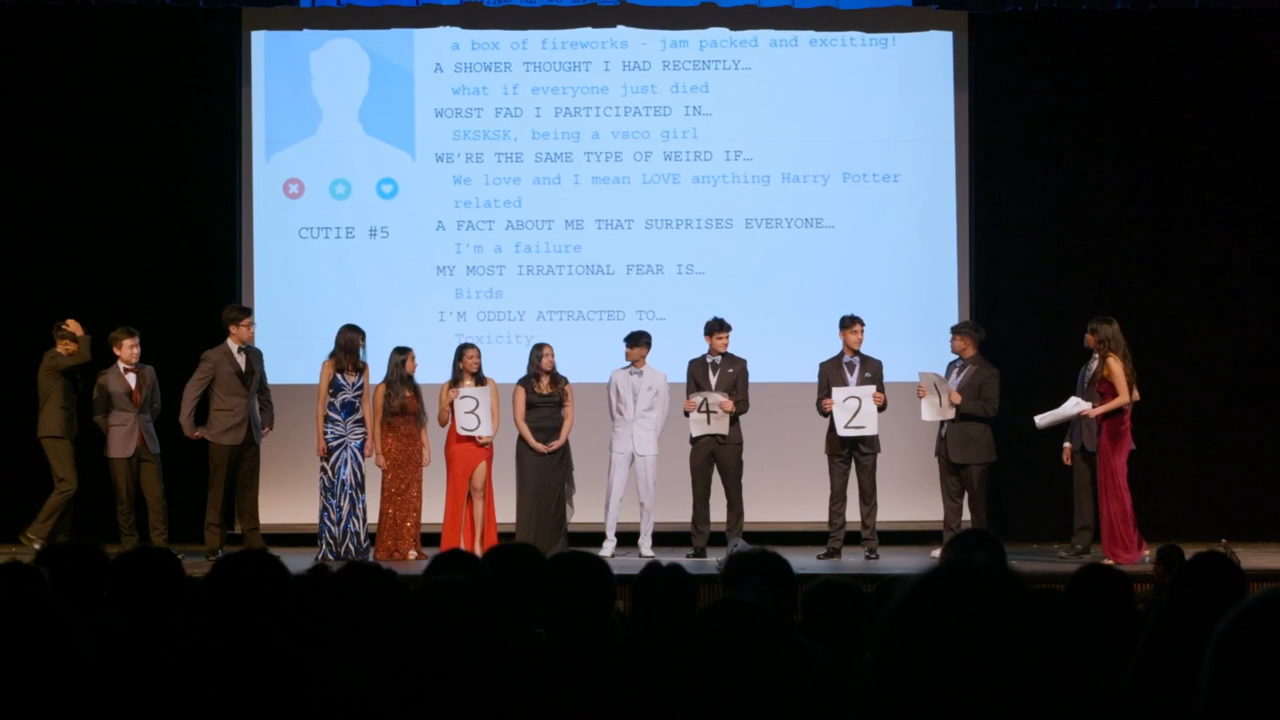 a box of fireworks - jam packed and exciting!
A SHOWER THOUGHT I HAD RECENTLY…
what if everyone just died
WORST FAD I PARTICIPATED IN…
SKSKSK, being a vsco girl
WE'RE THE SAME TYPE OF WEIRD IF…
We love and I mean LOVE anything Harry Potter
related
A FACT ABOUT ME THAT SURPRISES EVERYONE…
I'm a failure
MY MOST IRRATIONAL FEAR IS…
Birds
I'M ODDLY ATTRACTED TO…
Toxicity
CUTIE #5
3
4
2
1